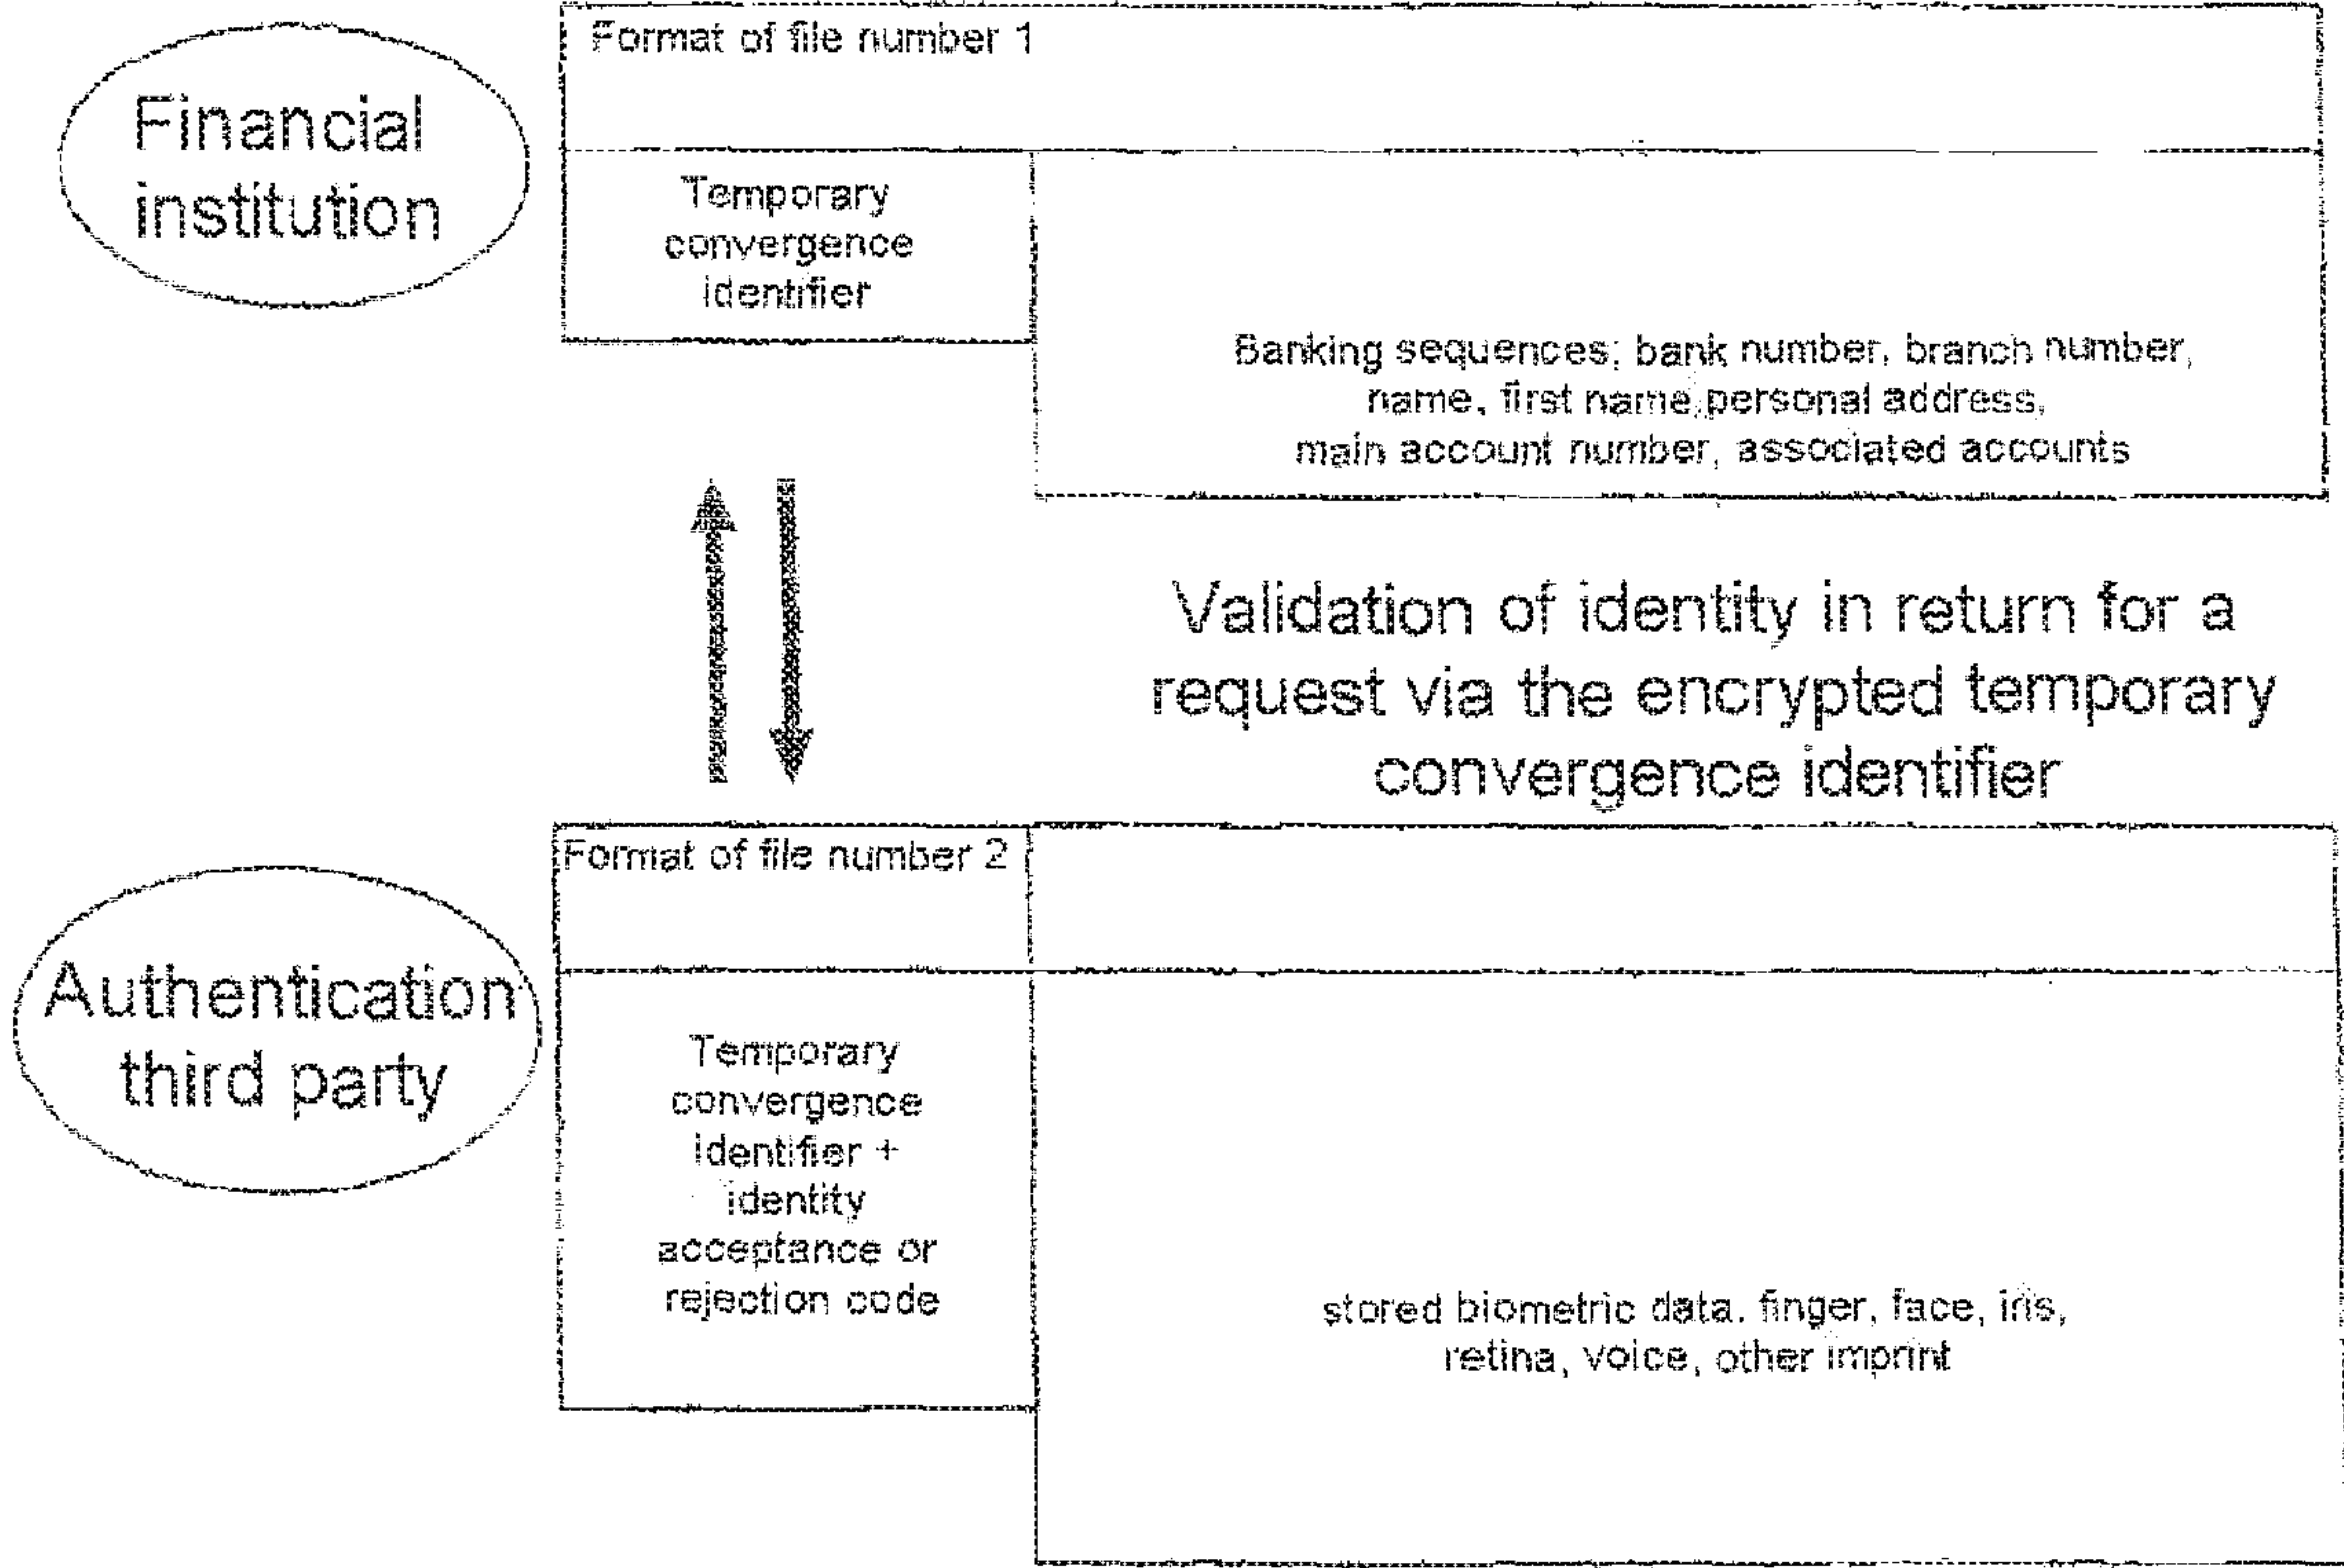 Format of file number 1
Financial
institution
Temporary
convergence
identifier
Banking sequences; bank number, branch number,
name, first name, personal address,
main account number, associated accounts
Validation of identity in return for a
request via the encrypted temporary
convergence identifier
Format of file number 2
Authentication
third party
Temporary
convergence
identifier +
identity
acceptance or
rejection code
stored biometric data. finger, face, iris,
retina, voice, other imprint